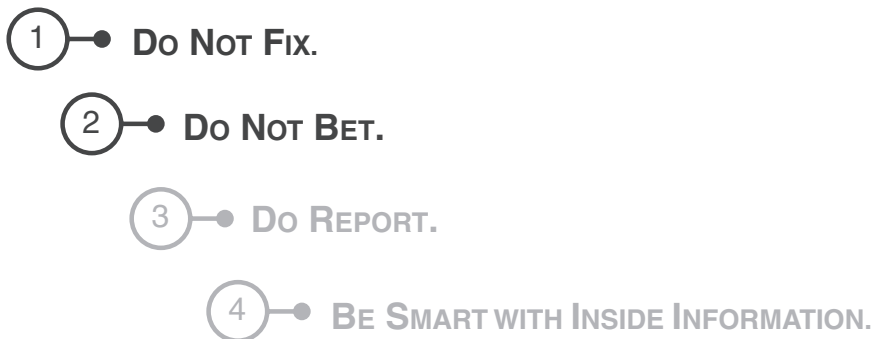 1 Do Not Fix.
2 Do Not Bet.
3 Do Report.
4 Be Smart with Inside Information.